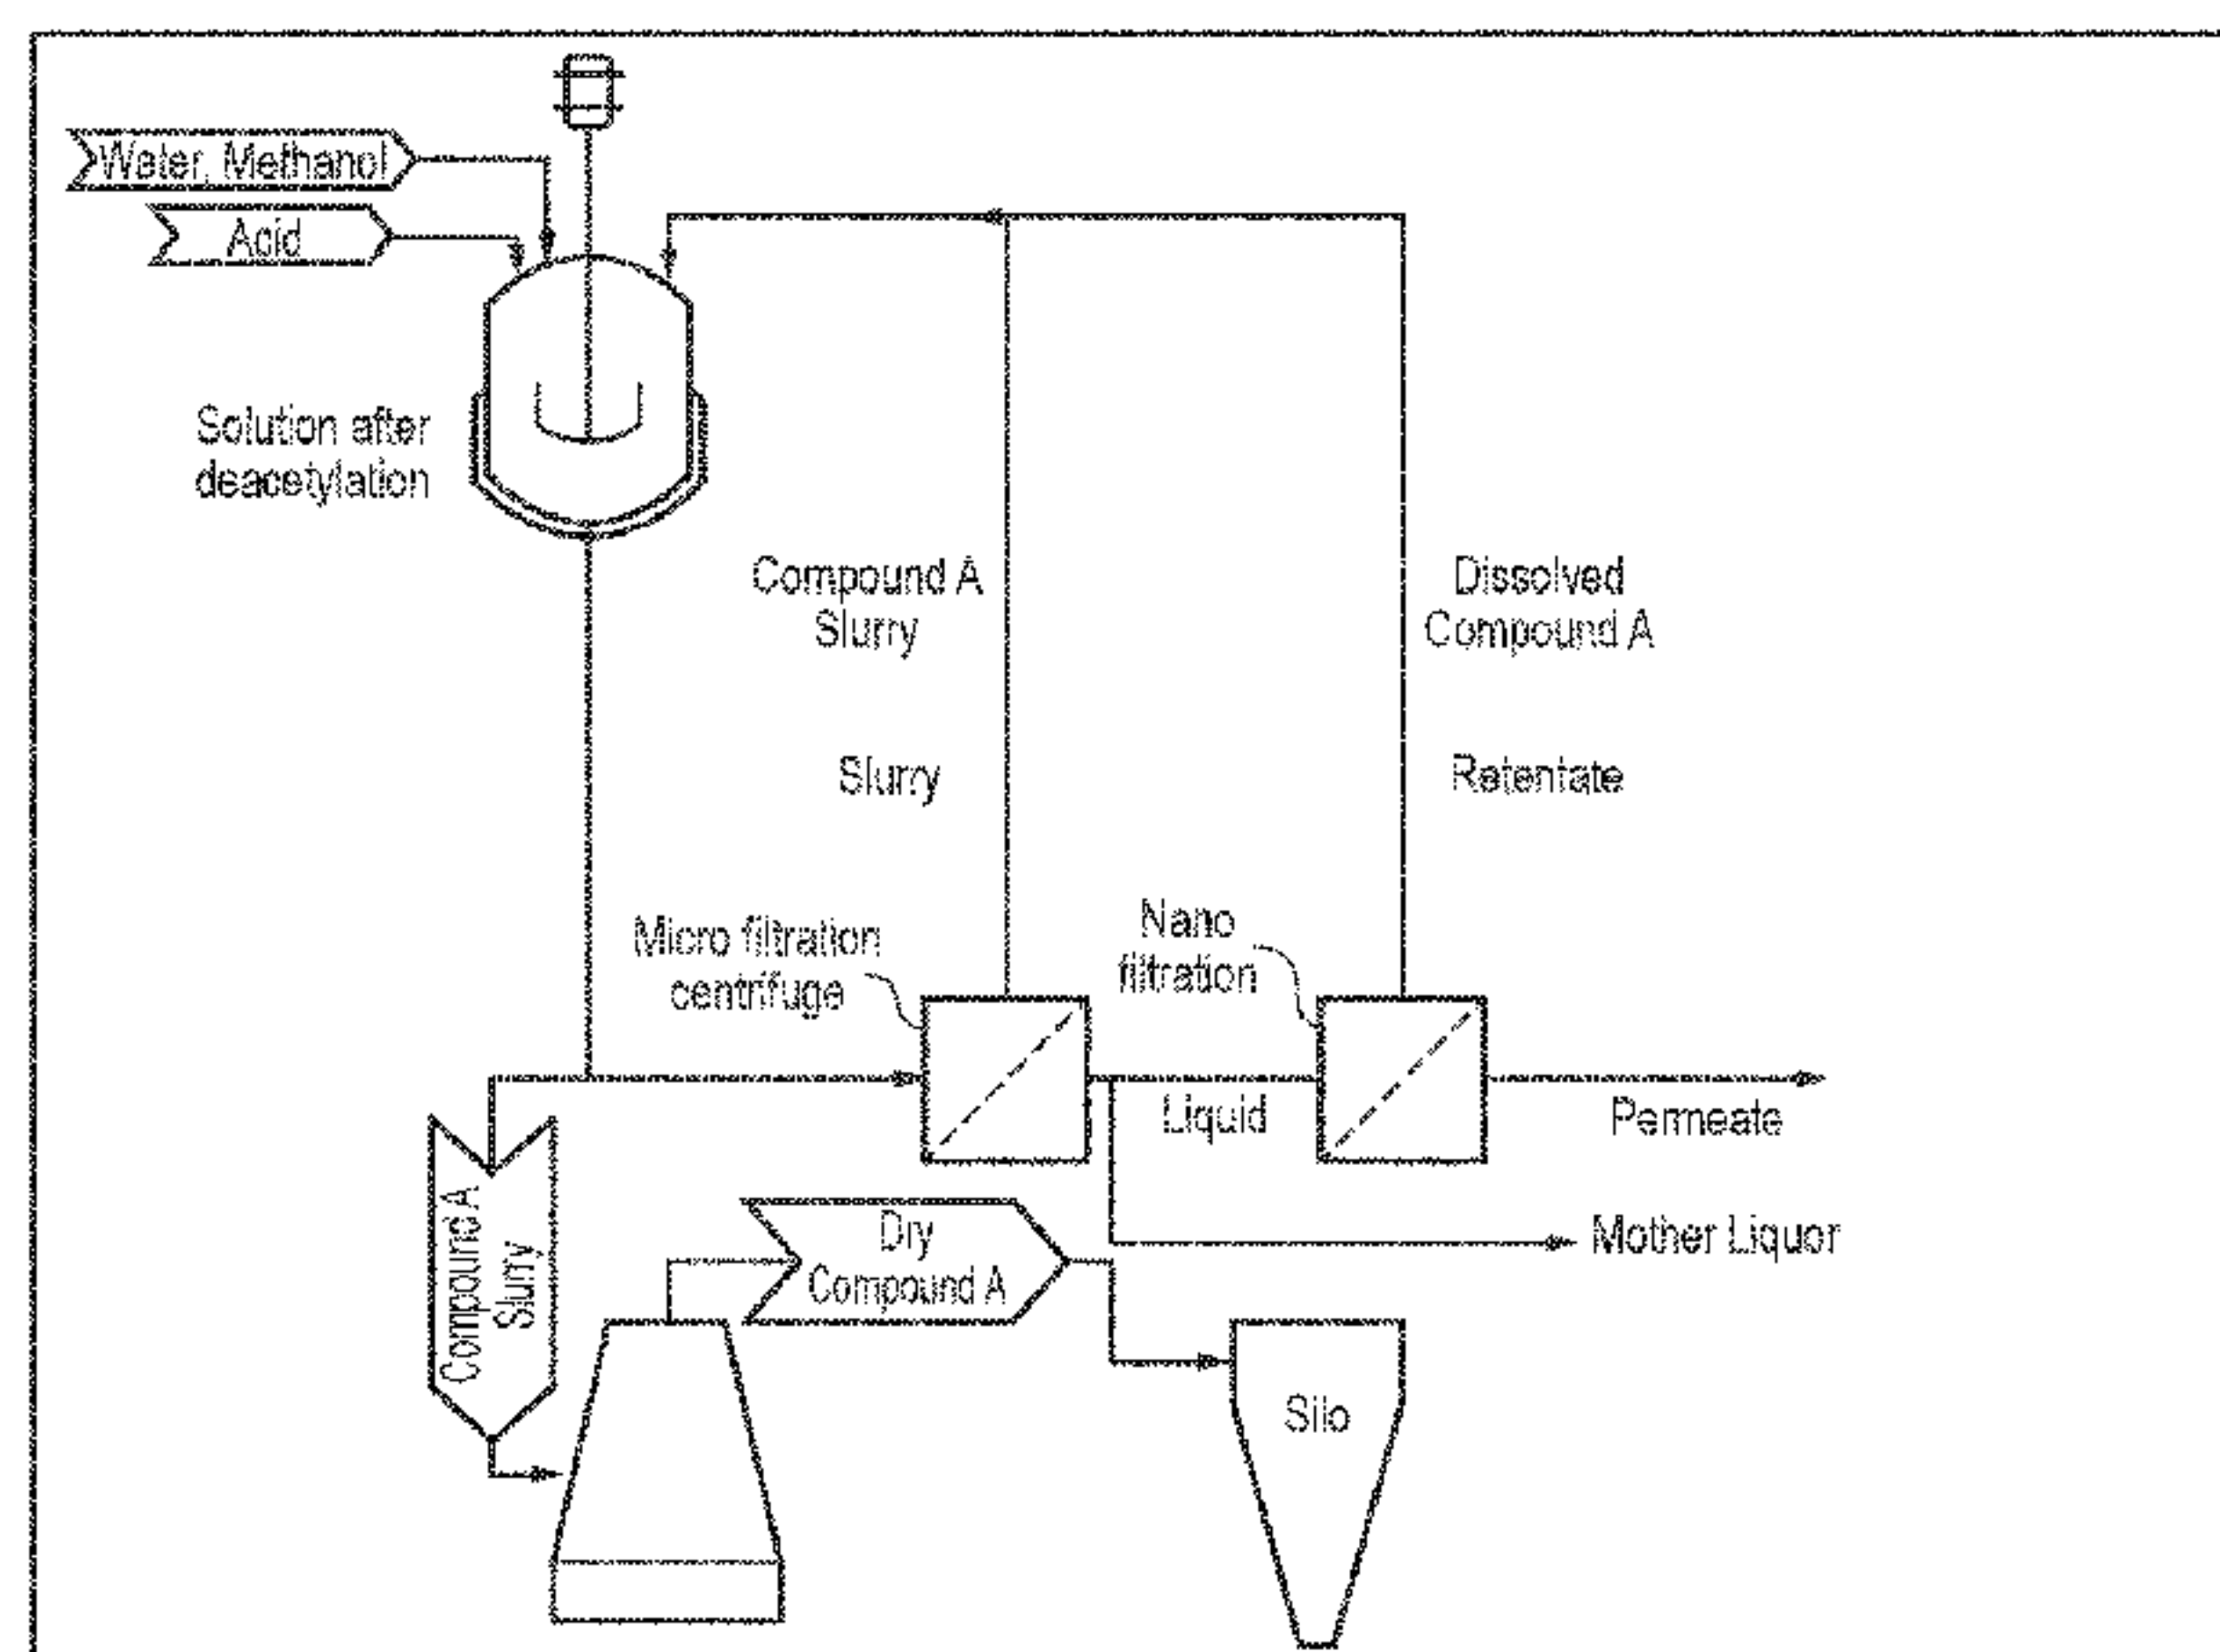 Water, Methanol
Acid
Solution after
deacetylation
Compound A
Slurry
Dissolved
Compound A
Slurry
Retentate
Micro filtration
centrifuge
Nano
filtration
Liquid
Permeate
Compound A
Slurry
Dry
Compound A
Mother Liquor
Silo